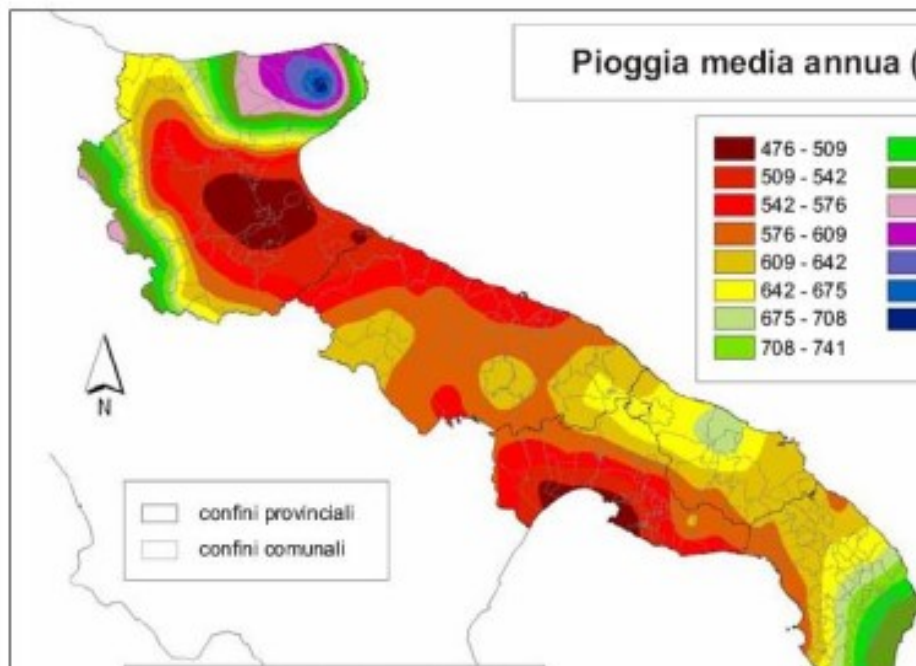 Pioggia media annua (
476 - 509
509 - 542
542 - 576
576 - 609
609 - 642
642 - 675
675 - 708
708 - 741
N
confini provinciali
confini comunali